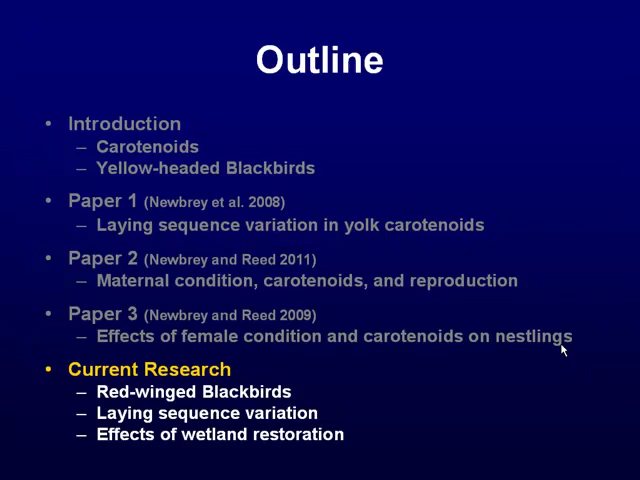 Outline
• Introduction
– Carotenoids
– Yellow-headed Blackbirds
• Paper 1 (Newbrey et al. 2008)
– Laying sequence variation in yolk carotenoids
• Paper 2 (Newbrey and Reed 2011)
– Maternal condition, carotenoids, and reproduction
• Paper 3 (Newbrey and Reed 2009)
– Effects of female condition and carotenoids on nestlings
• Current Research
– Red-winged Blackbirds
– Laying sequence variation
– Effects of wetland restoration